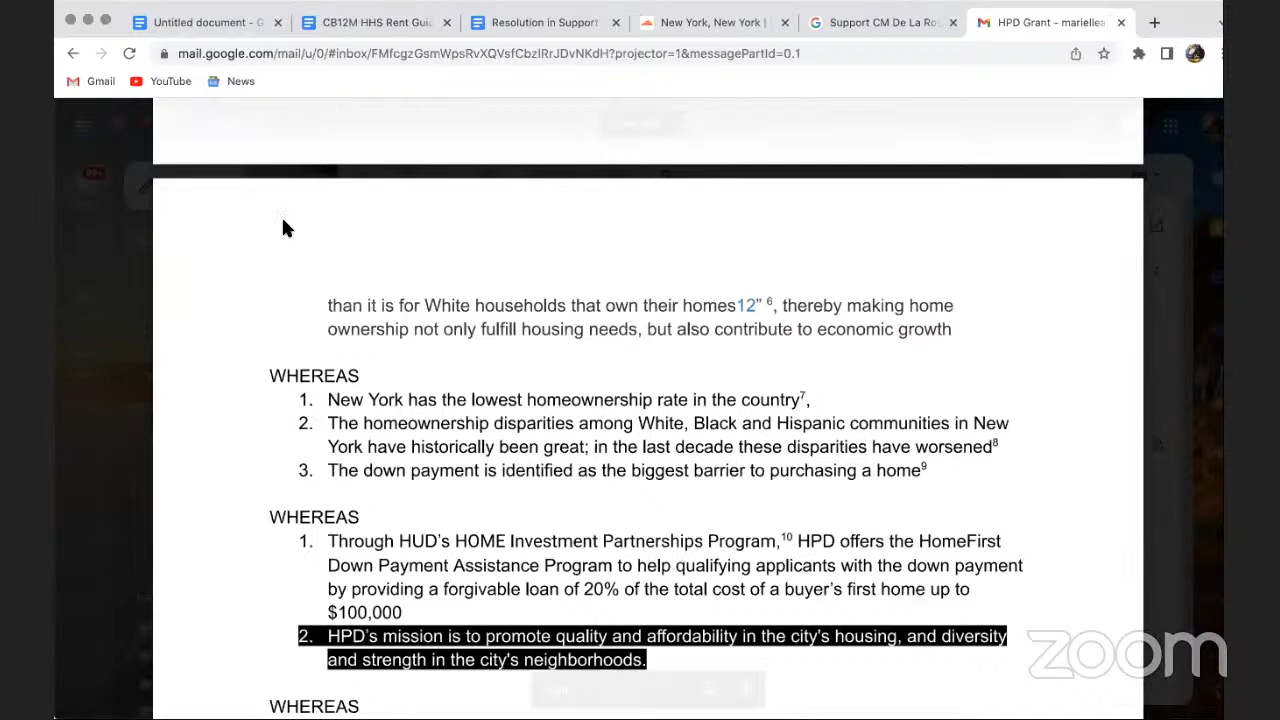 Untitled document - G
CB12M HHS Rent Guid
Resolution in Support
New York, New York |
Support CM De La Ros
HPD Grant - mariellea
mail.google.com/mail/u/0/#inbox/FMfcgzGsmWpsRvXQVsfCbzlRrJDvNKdH?projector=1&messagePartId=0.1
Gmail
YouTube
News
than it is for White households that own their homes12” 6, thereby making home
ownership not only fulfill housing needs, but also contribute to economic growth
WHEREAS
1. New York has the lowest homeownership rate in the country7,
2. The homeownership disparities among White, Black and Hispanic communities in New
York have historically been great; in the last decade these disparities have worsened8
3. The down payment is identified as the biggest barrier to purchasing a home9
WHEREAS
1. Through HUD’s HOME Investment Partnerships Program,10 HPD offers the HomeFirst
Down Payment Assistance Program to help qualifying applicants with the down payment
by providing a forgivable loan of 20% of the total cost of a buyer’s first home up to
$100,000
2. HPD’s mission is to promote quality and affordability in the city's housing, and diversity
and strength in the city's neighborhoods.
WHEREAS
zoom